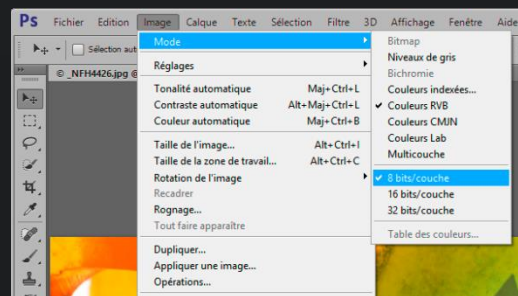 Ps Fichier Edition Image Calque Texte Sélection Filtre 3D Affichage Fenêtre Aide
Sélection aut
© _NFH4426.jpg @
Mode
Réglages
Tonalité automatique Maj+Ctrl+L
Contraste automatique Alt+Maj+Ctrl+L
Couleur automatique Maj+Ctrl+B
Taille de l'image... Alt+Ctrl+I
Taille de la zone de travail... Alt+Ctrl+C
Rotation de l'image
Recadrer
Rognage...
Tout faire apparaître
Dupliquer...
Appliquer une image...
Opérations...
Bitmap
Niveaux de gris
Bichromie
Couleurs indexées...
Couleurs RVB
Couleurs CMJN
Couleurs Lab
Multicouche
8 bits/couche
16 bits/couche
32 bits/couche
Table des couleurs...